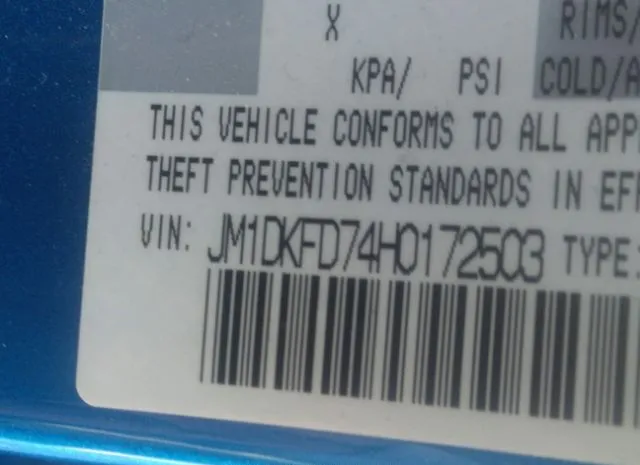 X RIMS/
KPA/ PSI COLD/A
THIS VEHICLE CONFORMS TO ALL APP
THEFT PREVENTION STANDARDS IN EF
VIN: JM1DKFD74H0172503 TYPE: